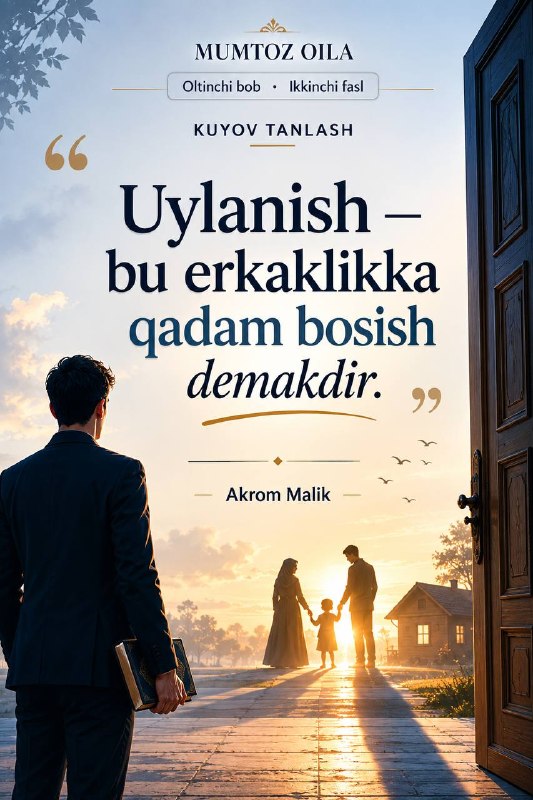 MUMTOZ OILA
Oltinchi bob • Ikkinchi fasl
KUYOV TANLASH
“
Uylanish –
bu erkaklikka
qadam bosish
demakdir.
”
Akrom Malik